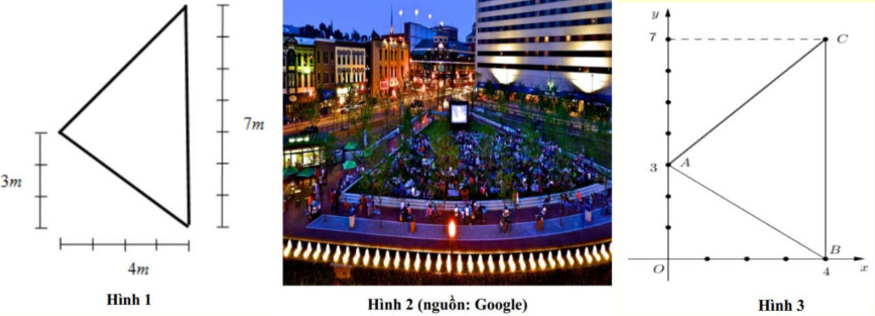 3m
7m
4m
Hình 1
Hình 2 (nguồn: Google)
y
7
C
3
A
B
O
4
x
Hình 3